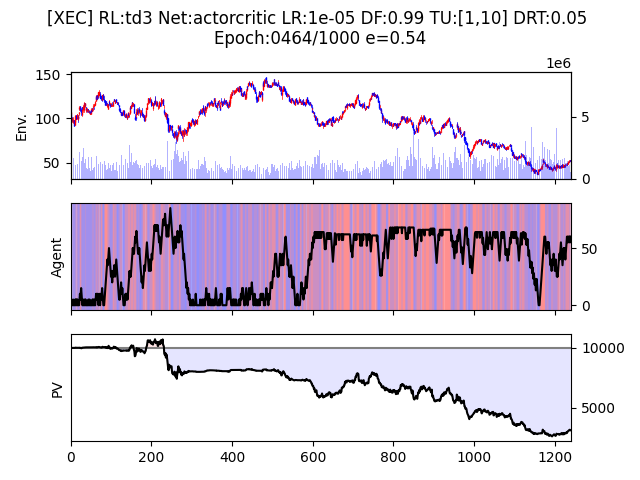 [XEC] RL:td3 Net:actorcritic LR:1e-05 DF:0.99 TU:[1,10] DRT:0.05
Epoch:0464/1000 e=0.54
1e6
150
100
50
Env.
5
0
Agent
50
0
PV
10000
5000
0
200
400
600
800
1000
1200